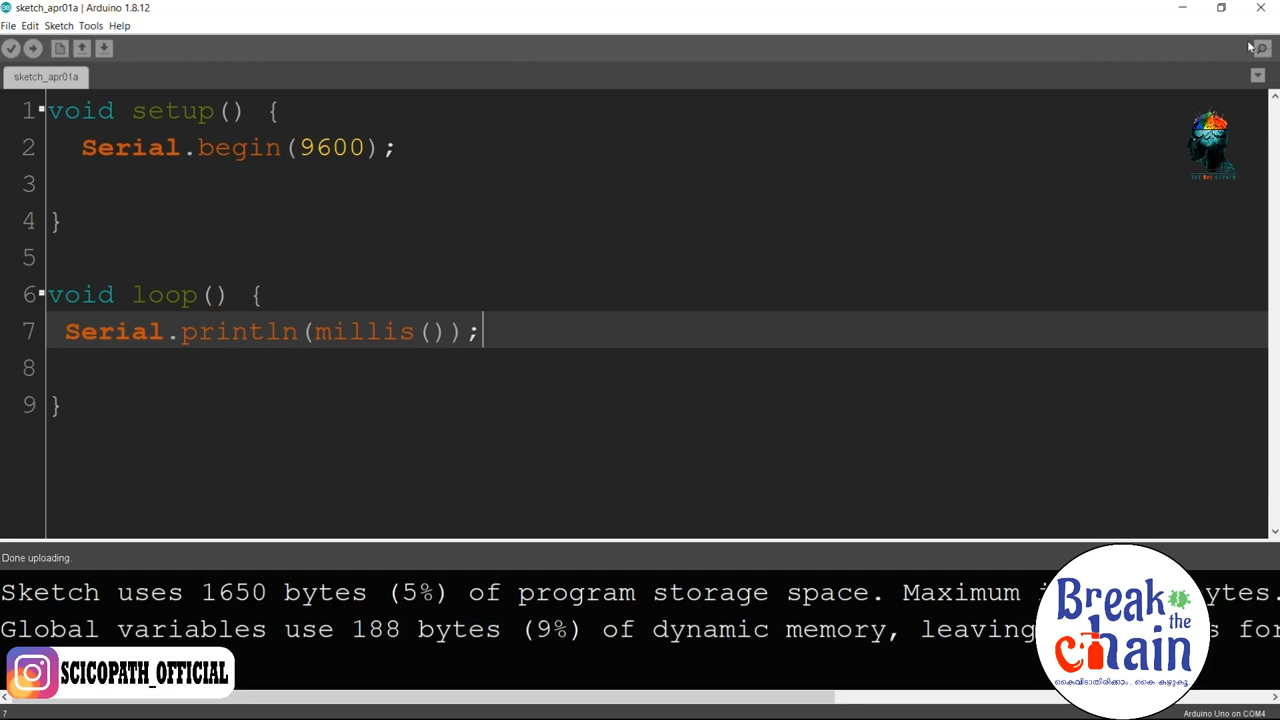 sketch_apr01a | Arduino 1.8.12
File Edit Sketch Tools Help
sketch_apr01a
1 void setup() {
2 Serial.begin(9600);
3
4 }
5
6 void loop() {
7 Serial.println(millis());
8
9 }
Done uploading.
Sketch uses 1650 bytes (5%) of program storage space. Maximum
Global variables use 188 bytes (9%) of dynamic memory, leaving for
Break
the
chain
കൈവിടാതിരിക്കാം.. കൈ കഴുകൂ
SCICOPATH_OFFICIAL
7
Arduino Uno on COM4